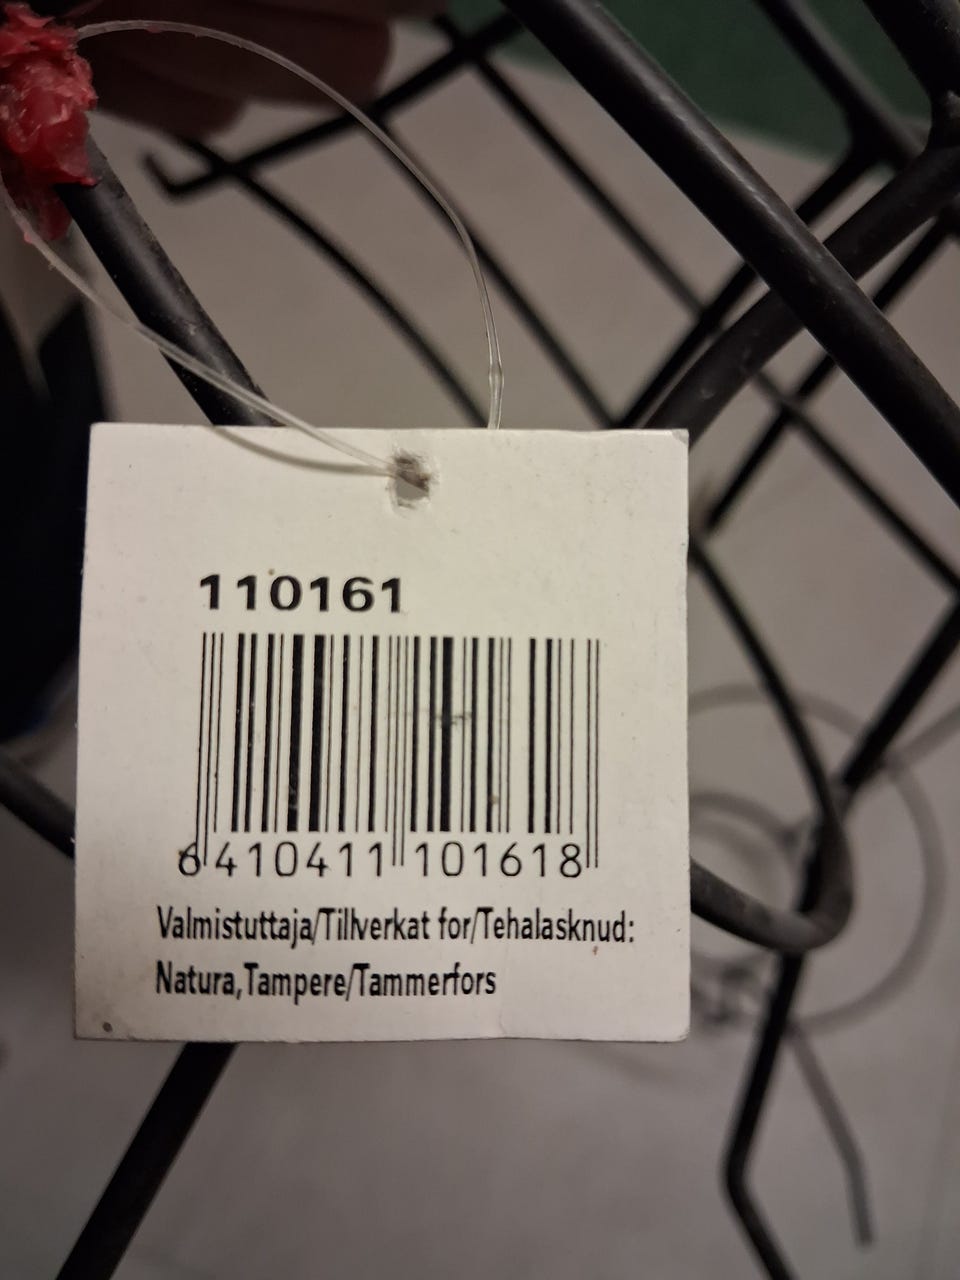 110161
6 410411 101618
Valmistuttaja/Tillverkat for/Tehalasknud:
Natura,Tampere/Tammerfors